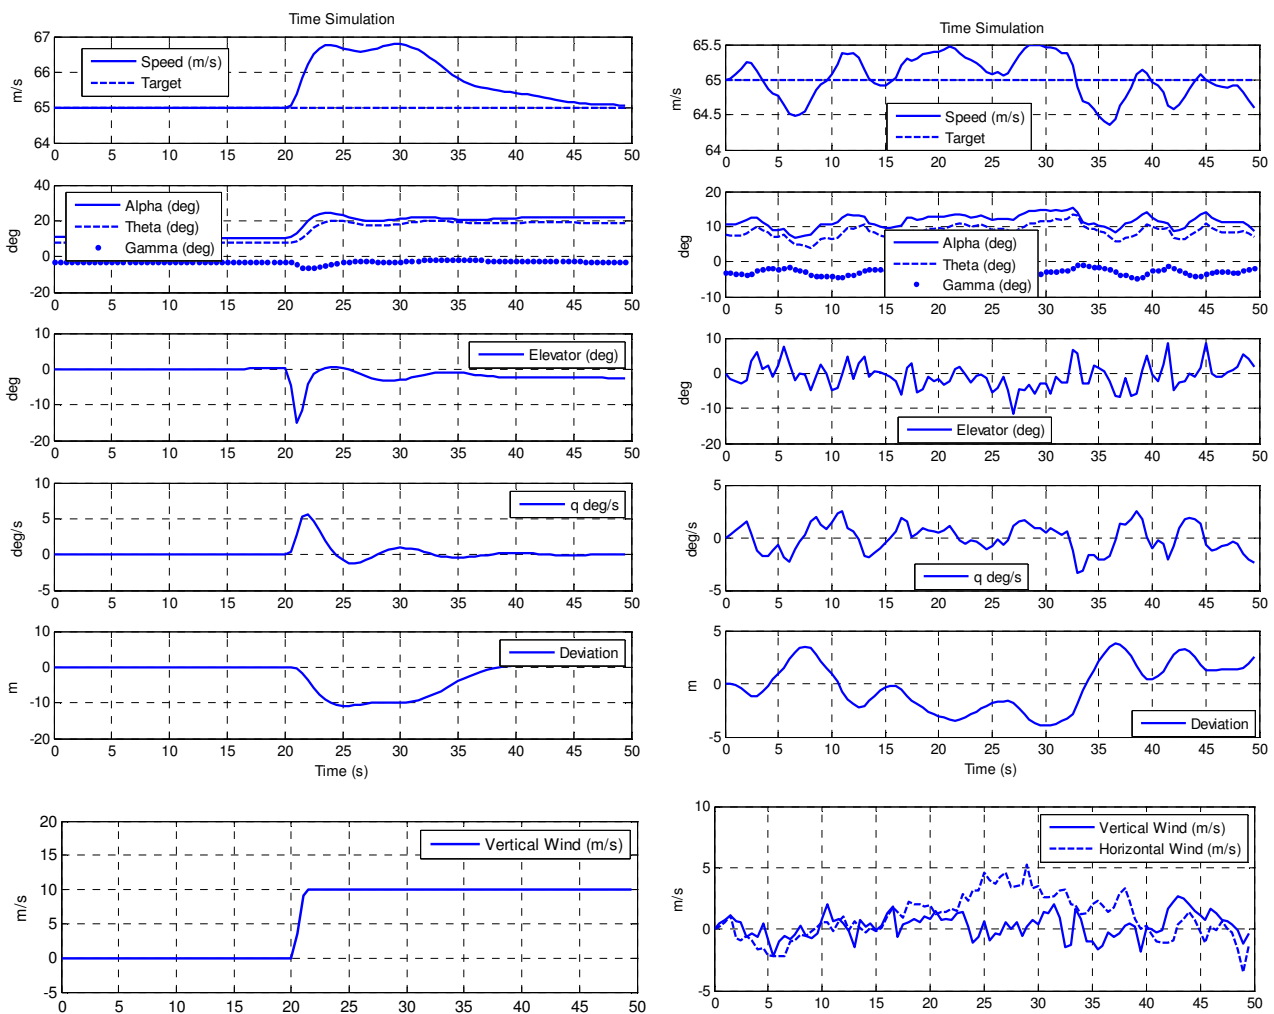 Time Simulation
67
66
65
64
m/s
Speed (m/s)
Target
0 5 10 15 20 25 30 35 40 45 50
40
20
0
-20
deg
Alpha (deg)
Theta (deg)
Gamma (deg)
0 5 10 15 20 25 30 35 40 45 50
10
0
-10
-20
deg
Elevator (deg)
0 5 10 15 20 25 30 35 40 45 50
10
5
0
-5
deg/s
q deg/s
0 5 10 15 20 25 30 35 40 45 50
10
0
-10
-20
m
Deviation
0 5 10 15 20 25 30 35 40 45 50
Time (s)
20
15
10
5
0
-5
m/s
Vertical Wind (m/s)
0 5 10 15 20 25 30 35 40 45 50
Time Simulation
65.5
65
64.5
64
m/s
Speed (m/s)
Target
0 5 10 15 20 25 30 35 40 45 50
20
10
0
-10
deg
Alpha (deg)
Theta (deg)
Gamma (deg)
0 5 10 15 20 25 30 35 40 45 50
10
0
-10
-20
deg
Elevator (deg)
0 5 10 15 20 25 30 35 40 45 50
5
0
-5
deg/s
q deg/s
0 5 10 15 20 25 30 35 40 45 50
5
0
-5
m
Deviation
0 5 10 15 20 25 30 35 40 45 50
Time (s)
10
5
0
-5
m/s
Vertical Wind (m/s)
Horizontal Wind (m/s)
0 5 10 15 20 25 30 35 40 45 50